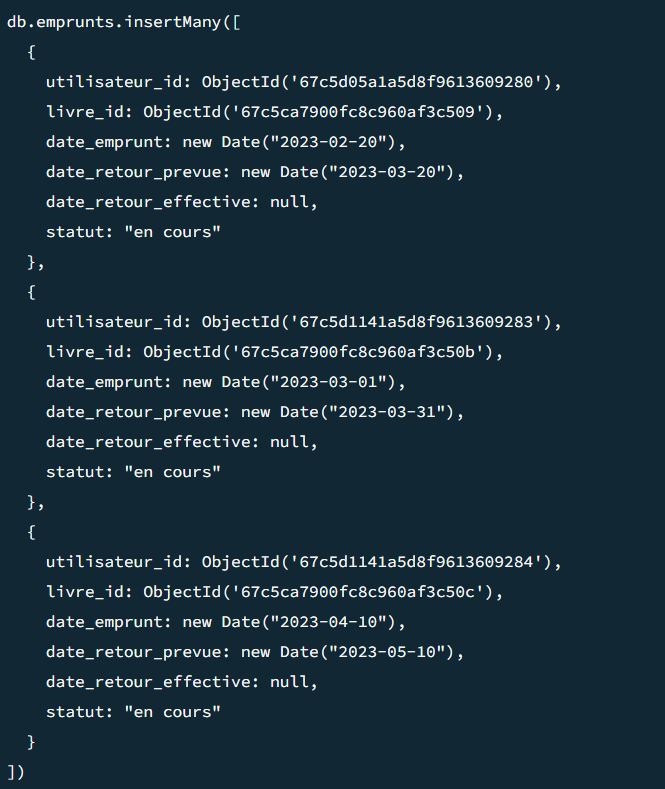 db.emprunts.insertMany([
  {
    utilisateur_id: ObjectId('67c5d05a1a5d8f9613609280'),
    livre_id: ObjectId('67c5ca7900fc8c960af3c509'),
    date_emprunt: new Date("2023-02-20"),
    date_retour_prevue: new Date("2023-03-20"),
    date_retour_effective: null,
    statut: "en cours"
  },
  {
    utilisateur_id: ObjectId('67c5d1141a5d8f9613609283'),
    livre_id: ObjectId('67c5ca7900fc8c960af3c50b'),
    date_emprunt: new Date("2023-03-01"),
    date_retour_prevue: new Date("2023-03-31"),
    date_retour_effective: null,
    statut: "en cours"
  },
  {
    utilisateur_id: ObjectId('67c5d1141a5d8f9613609284'),
    livre_id: ObjectId('67c5ca7900fc8c960af3c50c'),
    date_emprunt: new Date("2023-04-10"),
    date_retour_prevue: new Date("2023-05-10"),
    date_retour_effective: null,
    statut: "en cours"
  }
])